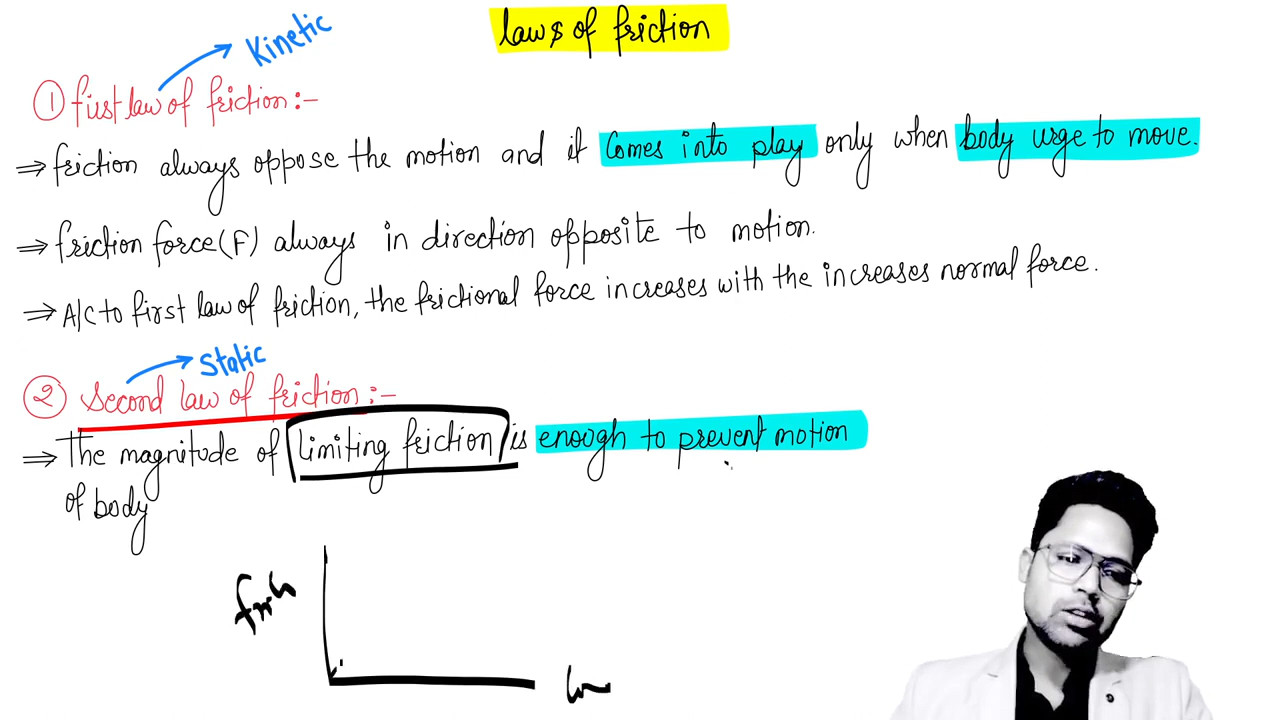 laws of friction
Kinetic
① first law of friction :-
⇒ friction always oppose the motion and it Comes into play only when body urge to move.
⇒ friction force(F) always in direction opposite to motion.
⇒ A/C to first law of friction, the frictional force increases with the increases normal force.
Static
② Second law of friction :-
⇒ The magnitude of limiting friction is enough to prevent motion
of body